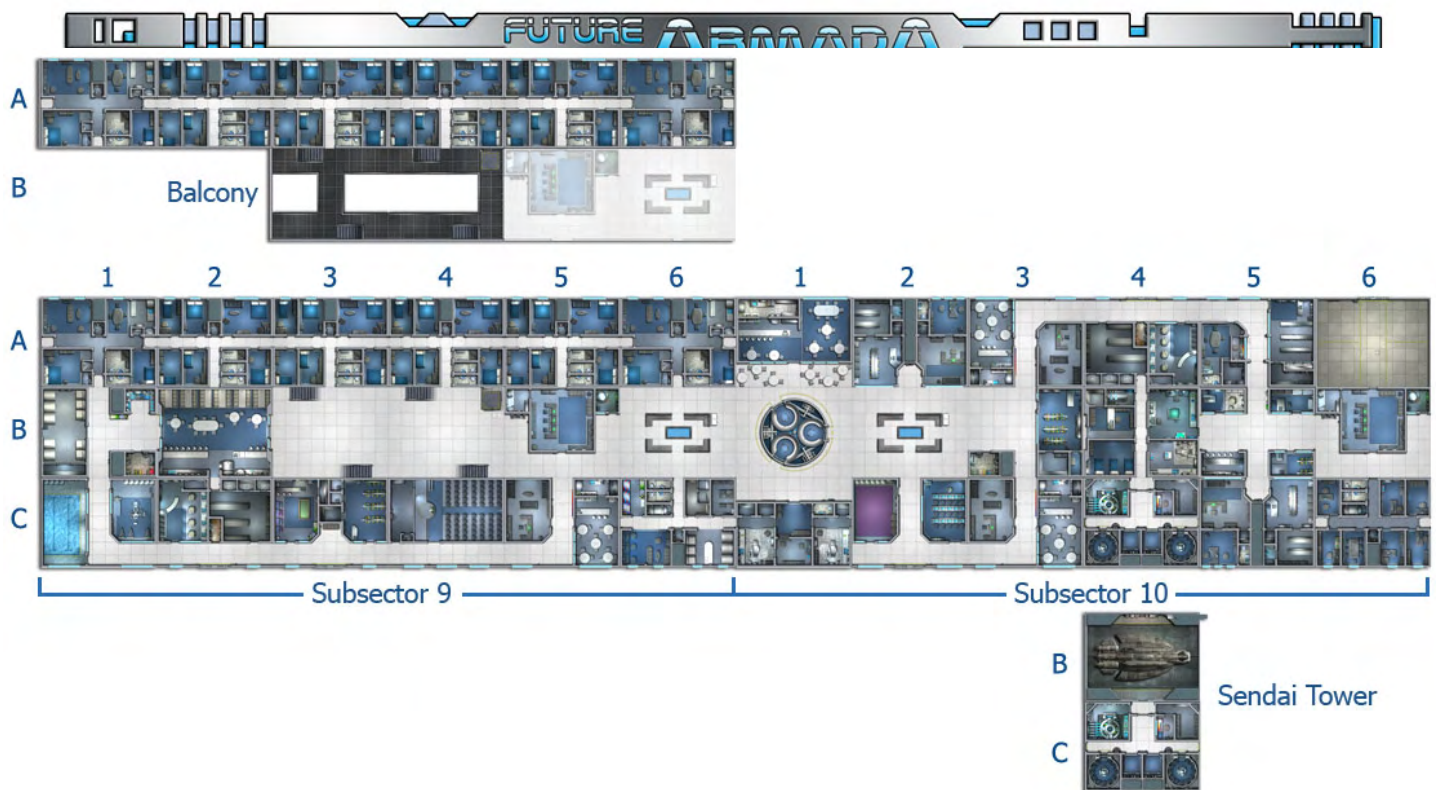 FUTURE ARMADA
A
B
Balcony
1 2 3 4 5 6 1 2 3 4 5 6
A
B
C
Subsector 9
Subsector 10
B
Sendai Tower
C